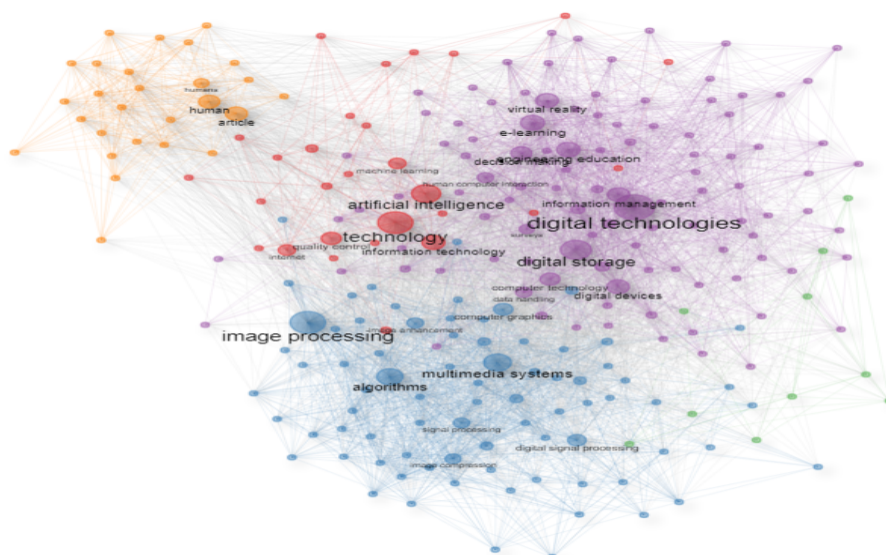 humans
human
article
virtual reality
e-learning
decision making
engineering education
machine learning
human computer interaction
artificial intelligence
information management
digital technologies
technology
surveys
quality control
information technology
internet
digital storage
computer technology
digital devices
data handling
computer graphics
image enhancement
image processing
multimedia systems
algorithms
signal processing
digital signal processing
image compression